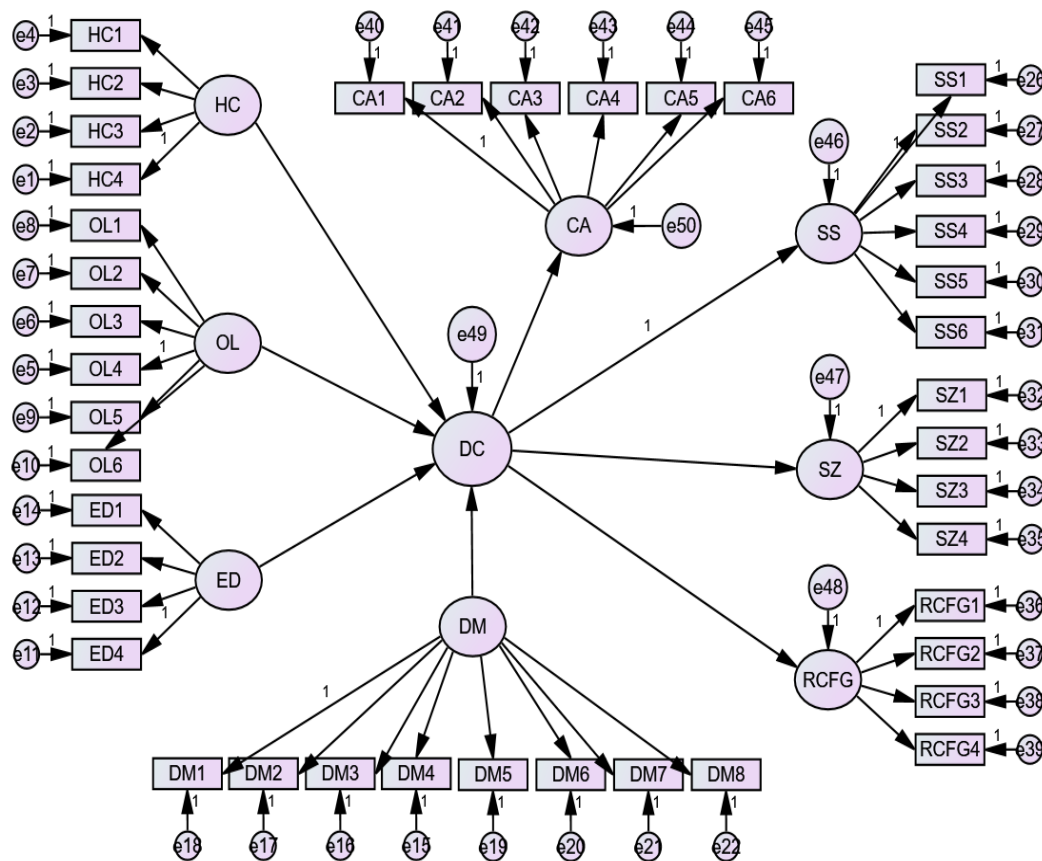 e4 1 HC1
e3 1 HC2
e2 1 HC3
e1 1 HC4
1
HC
e8 1 OL1
e7 1 OL2
e6 1 OL3
e5 1 OL4
e9 1 OL5
e10 1 OL6
1
OL
e14 1 ED1
e13 1 ED2
e12 1 ED3
e11 1 ED4
1
ED
e40 e41 e42 e43 e44 e45
1 1 1 1 1 1
CA1 CA2 CA3 CA4 CA5 CA6
1
CA 1 e50
e49
1
DC
1
e46
1
SS
1
SS1 1 e26
SS2 1 e27
SS3 1 e28
SS4 1 e29
SS5 1 e30
SS6 1 e31
e47
1
SZ
1
SZ1 1 e32
SZ2 1 e33
SZ3 1 e34
SZ4 1 e35
e48
1
RCFG
1
RCFG1 1 e36
RCFG2 1 e37
RCFG3 1 e38
RCFG4 1 e39
DM
1
DM1 DM2 DM3 DM4 DM5 DM6 DM7 DM8
1 1 1 1 1 1 1 1
e18 e17 e16 e15 e19 e20 e21 e22